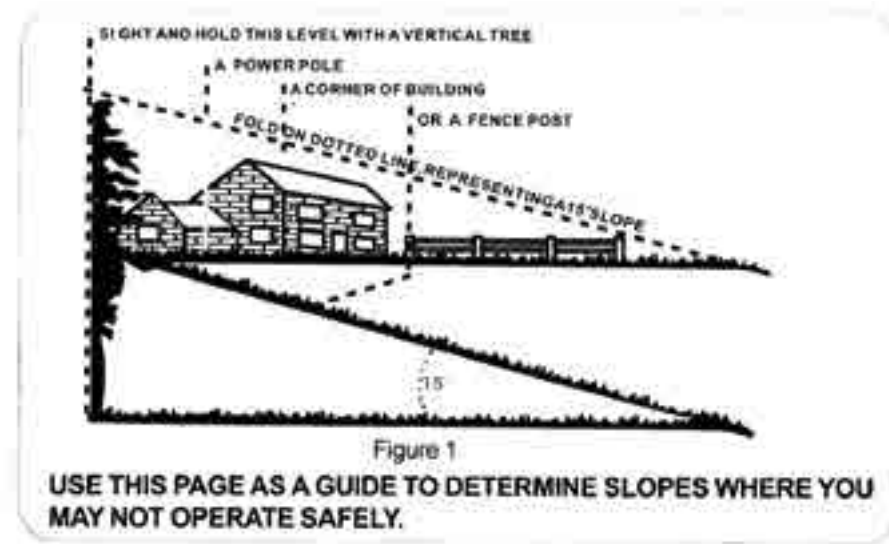 SIGHT AND HOLD THIS LEVEL WITH A VERTICAL TREE
A POWER POLE
A CORNER OF BUILDING
OR A FENCE POST
FOLD ON DOTTED LINE, REPRESENTING A 15° SLOPE
15
Figure 1
USE THIS PAGE AS A GUIDE TO DETERMINE SLOPES WHERE YOU
MAY NOT OPERATE SAFELY.